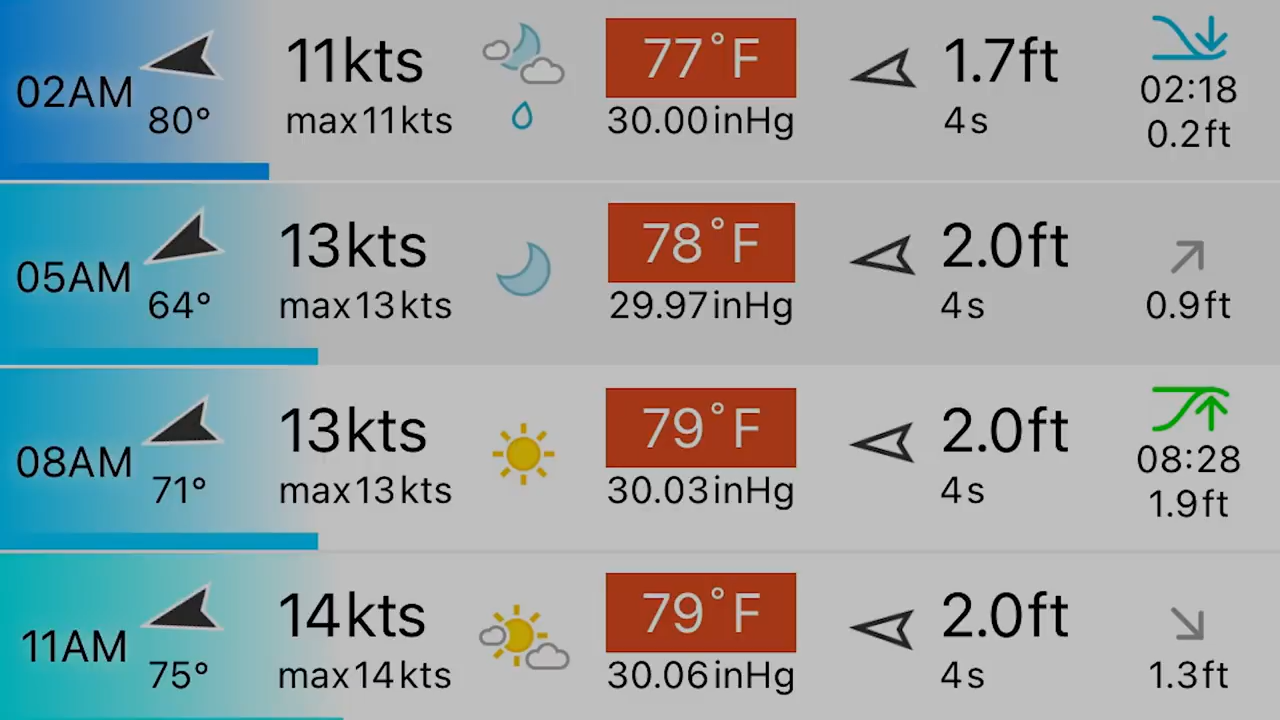 02AM 80° 11kts 77°F 1.7ft 02:18
max11kts 30.00inHg 4s 0.2ft
05AM 64° 13kts 78°F 2.0ft
max13kts 29.97inHg 4s 0.9ft
08AM 71° 13kts 79°F 2.0ft 08:28
max13kts 30.03inHg 4s 1.9ft
11AM 75° 14kts 79°F 2.0ft
max14kts 30.06inHg 4s 1.3ft